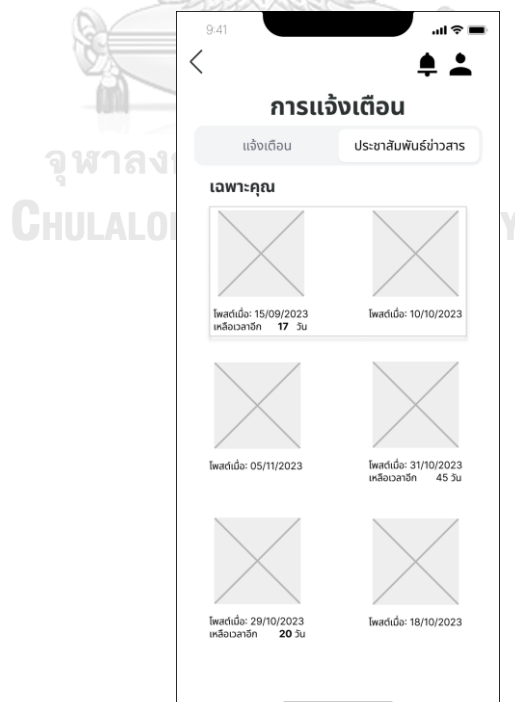 9:41
การแจ้งเตือน
แจ้งเตือน
ประชาสัมพันธ์ข่าวสาร
เฉพาะคุณ
โพสต์เมื่อ: 15/09/2023
เหลือเวลาอีก 17 วัน
โพสต์เมื่อ: 10/10/2023
โพสต์เมื่อ: 05/11/2023
โพสต์เมื่อ: 31/10/2023
เหลือเวลาอีก 45 วัน
โพสต์เมื่อ: 29/10/2023
เหลือเวลาอีก 20 วัน
โพสต์เมื่อ: 18/10/2023